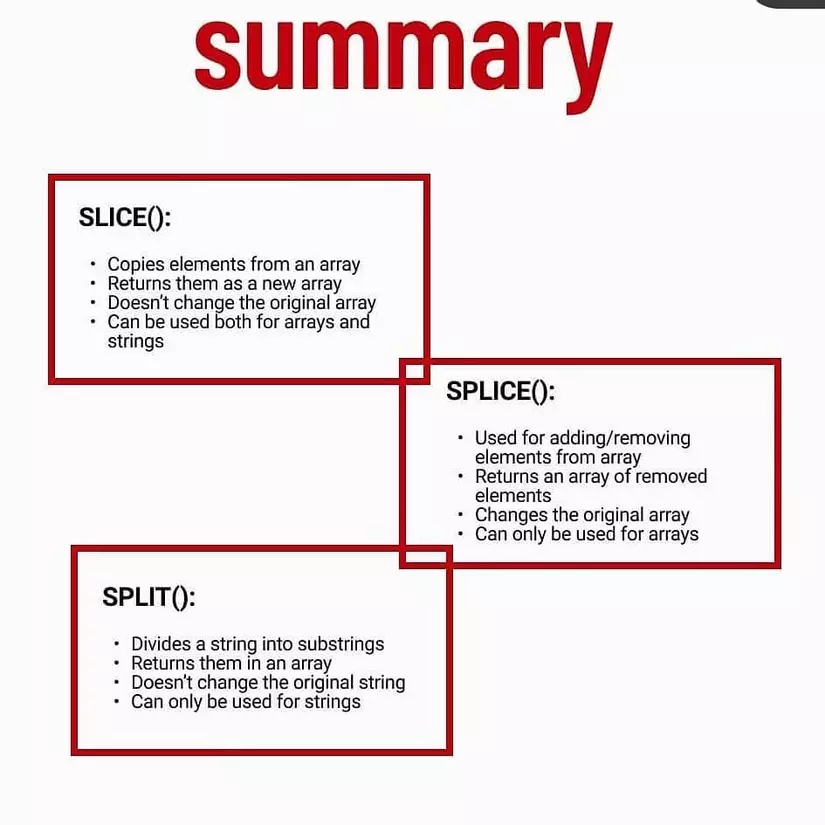 summary
SLICE():
• Copies elements from an array
• Returns them as a new array
• Doesn't change the original array
• Can be used both for arrays and
strings
SPLICE():
• Used for adding/removing
elements from array
• Returns an array of removed
elements
• Changes the original array
• Can only be used for arrays
SPLIT():
• Divides a string into substrings
• Returns them in an array
• Doesn't change the original string
• Can only be used for strings